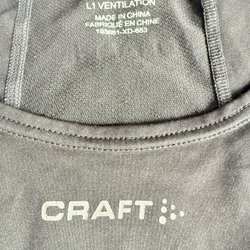 L1 VENTILATION
MADE IN CHINA
FABRIQUÉ EN CHINE
CRAFT